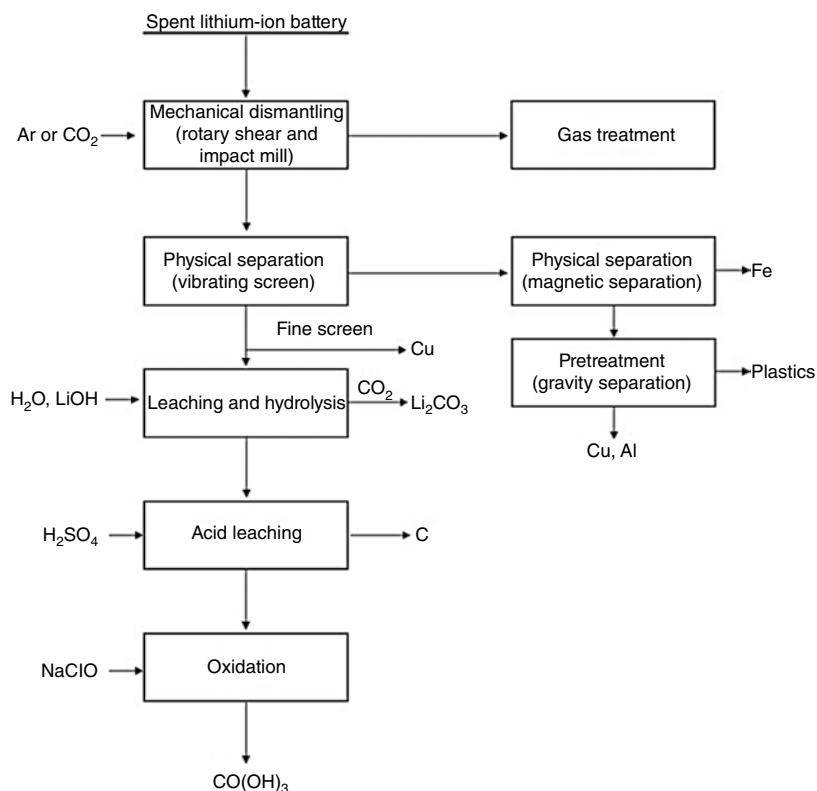 Spent lithium-ion battery
Ar or CO₂
Mechanical dismantling
(rotary shear and
impact mill)
Gas treatment
Physical separation
(vibrating screen)
Physical separation
(magnetic separation)
Fe
Fine screen
Cu
Pretreatment
(gravity separation)
Plastics
Cu, Al
H₂O, LiOH
Leaching and hydrolysis
CO₂
Li₂CO₃
H₂SO₄
Acid leaching
C
NaClO
Oxidation
CO(OH)₃